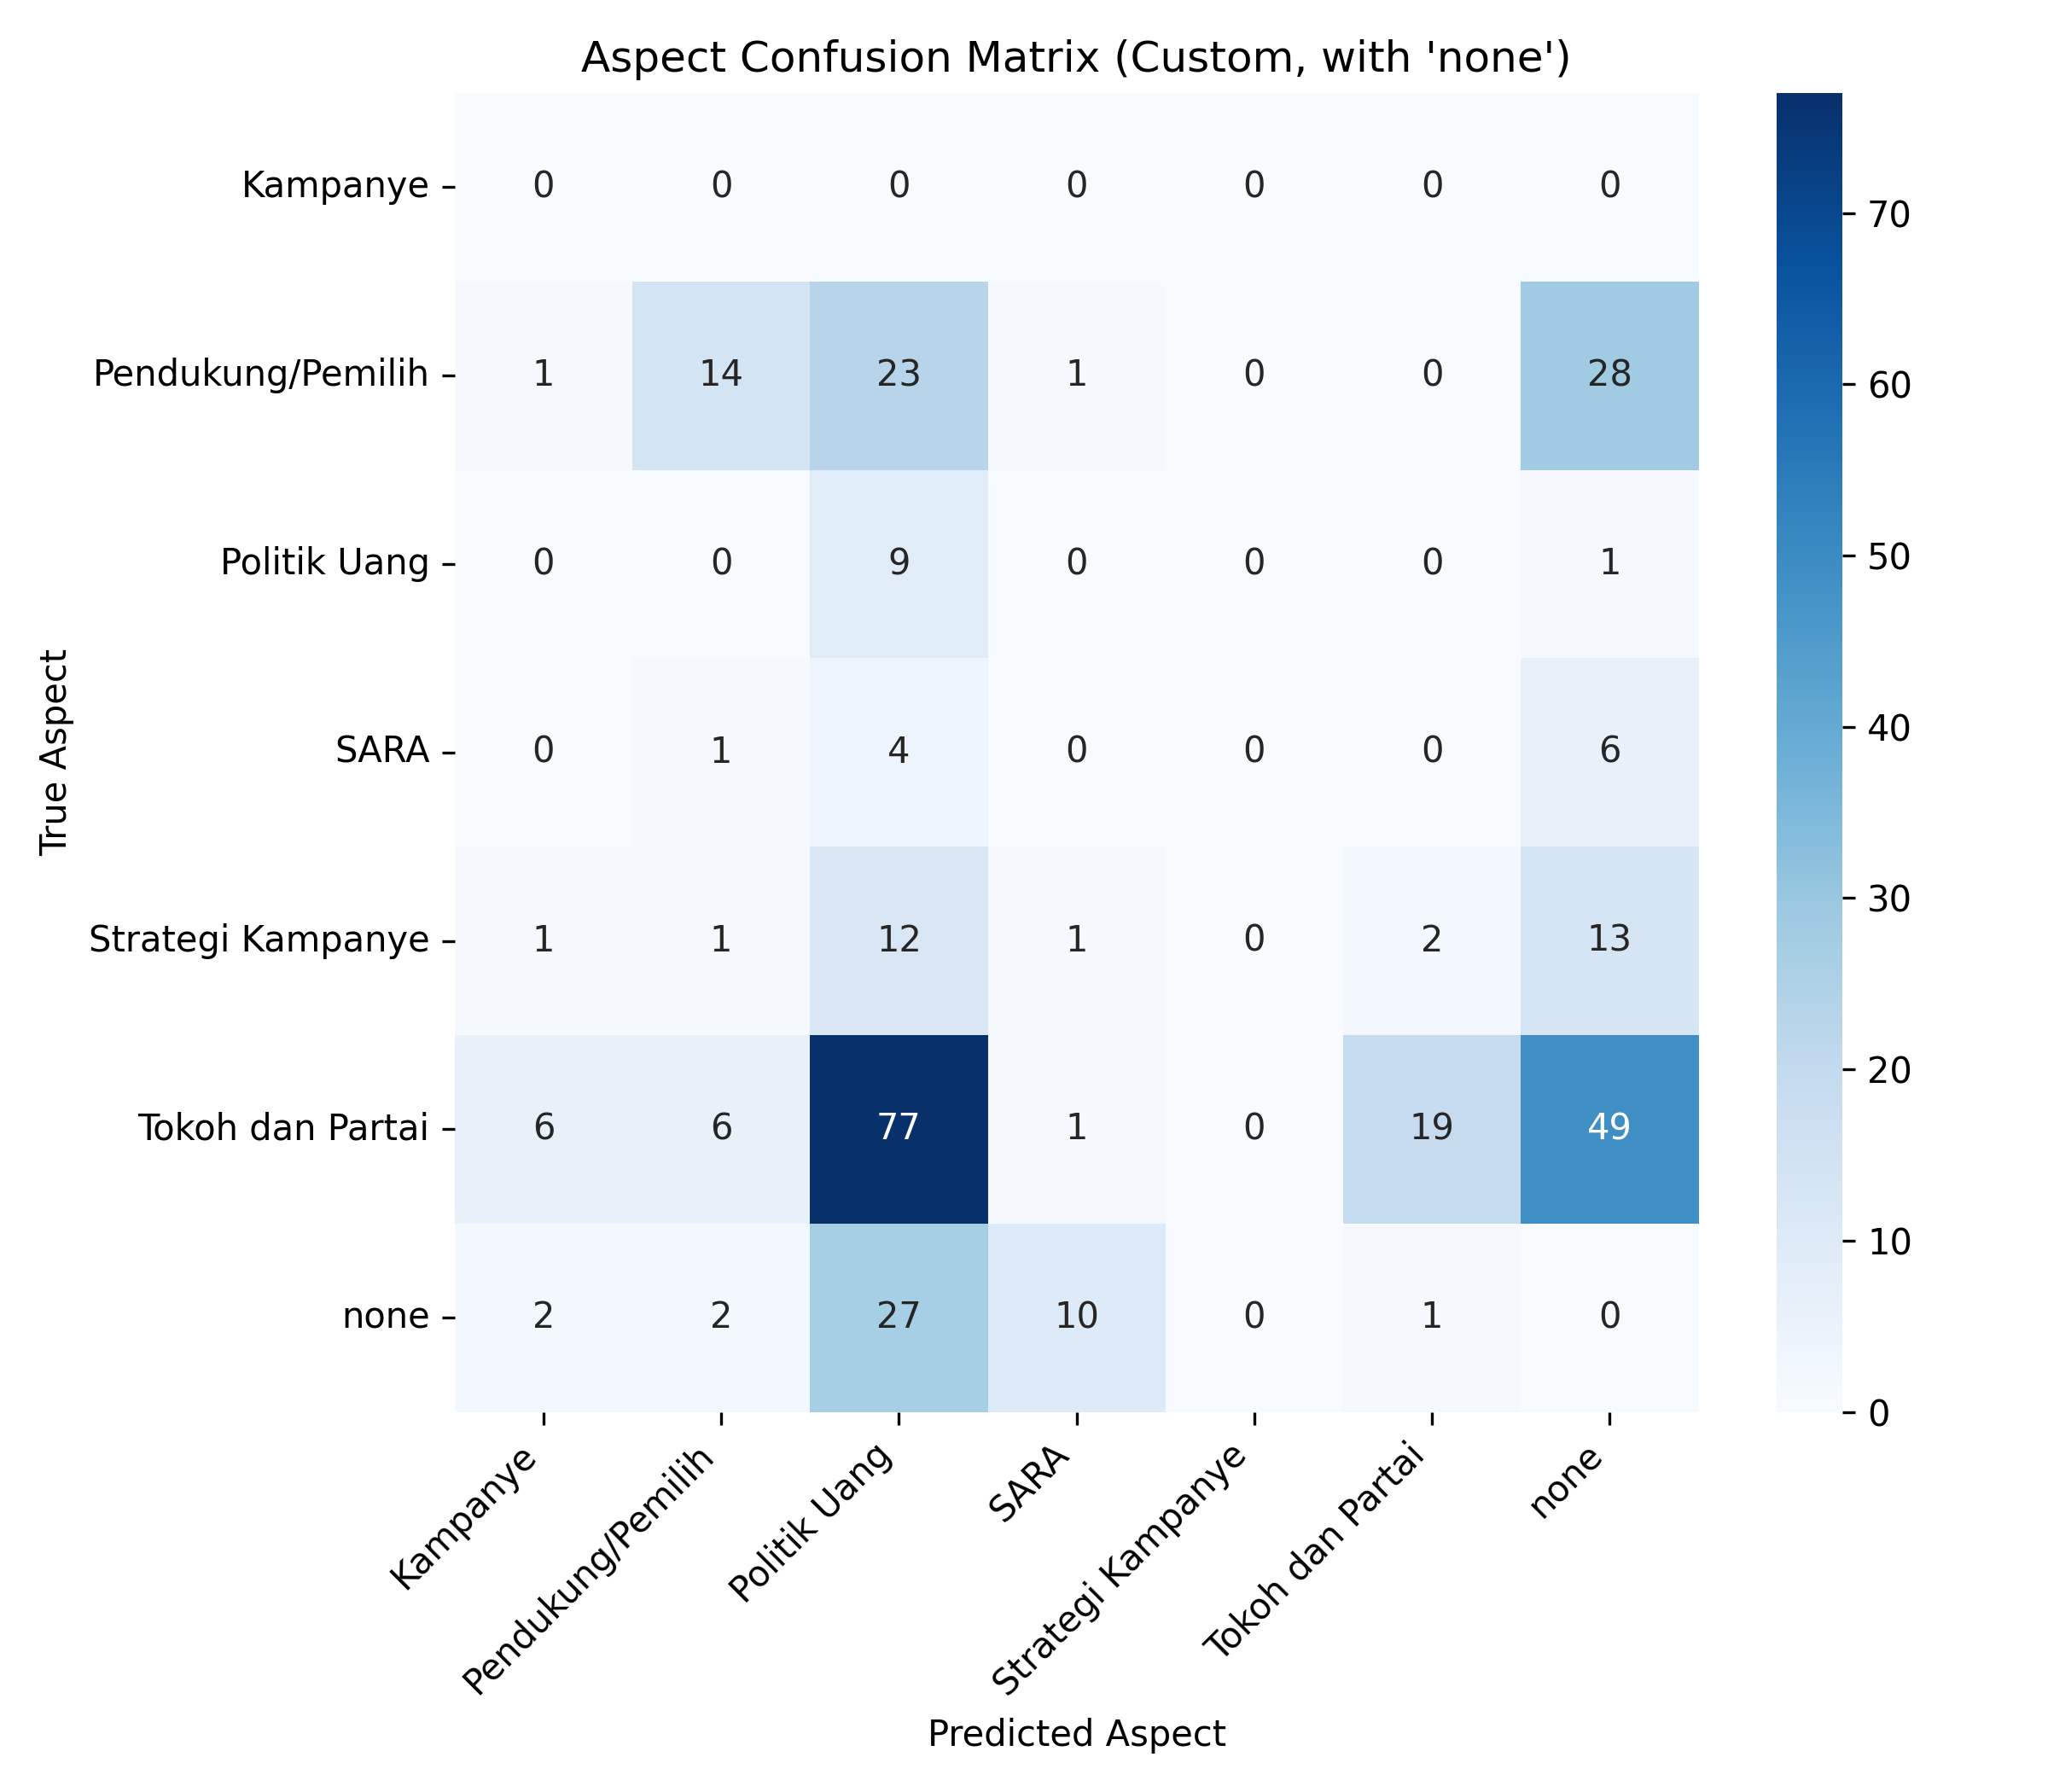 Aspect Confusion Matrix (Custom, with 'none')
Kampanye 0 0 0 0 0 0 0
Pendukung/Pemilih 1 14 23 1 0 0 28
Politik Uang 0 0 9 0 0 0 1
SARA 0 1 4 0 0 0 6
Strategi Kampanye 1 1 12 1 0 2 13
Tokoh dan Partai 6 6 77 1 0 19 49
none 2 2 27 10 0 1 0
True Aspect
Kampanye
Pendukung/Pemilih
Politik Uang
SARA
Strategi Kampanye
Tokoh dan Partai
none
Predicted Aspect
70
60
50
40
30
20
10
0